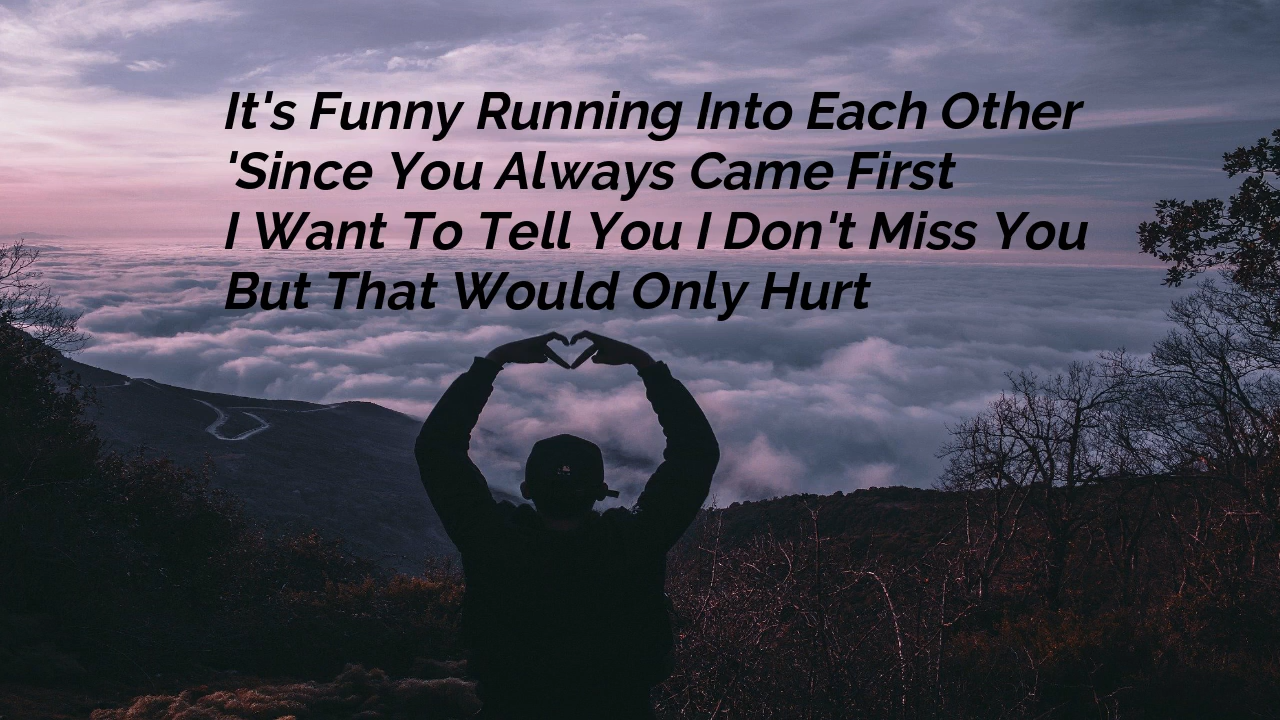 It's Funny Running Into Each Other
'Since You Always Came First
I Want To Tell You I Don't Miss You
But That Would Only Hurt